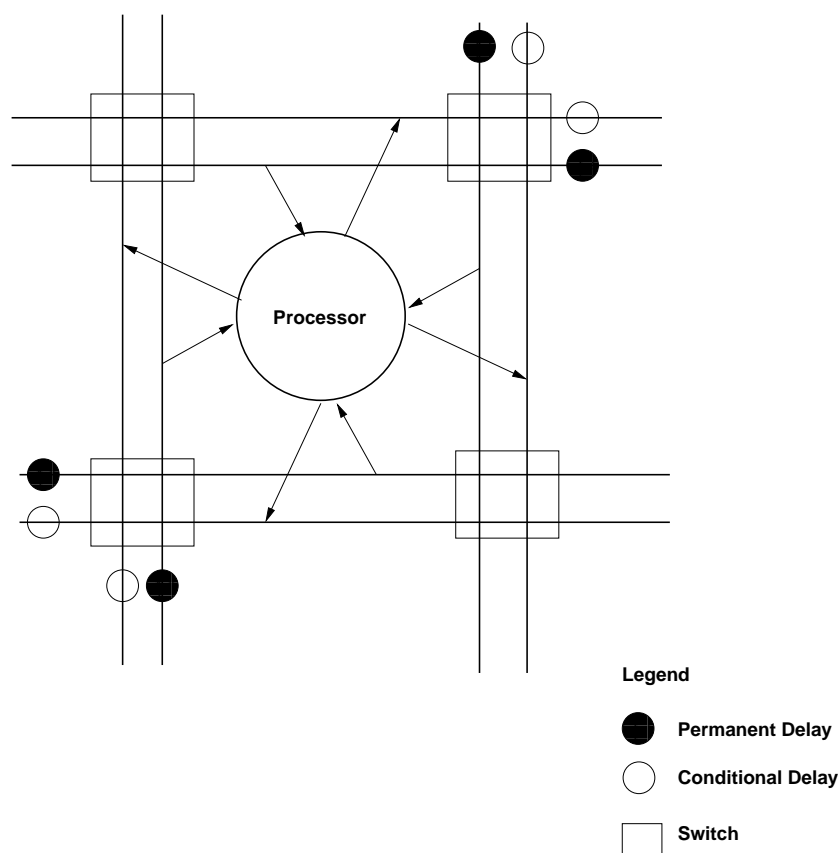 Processor
Legend
Permanent Delay
Conditional Delay
Switch